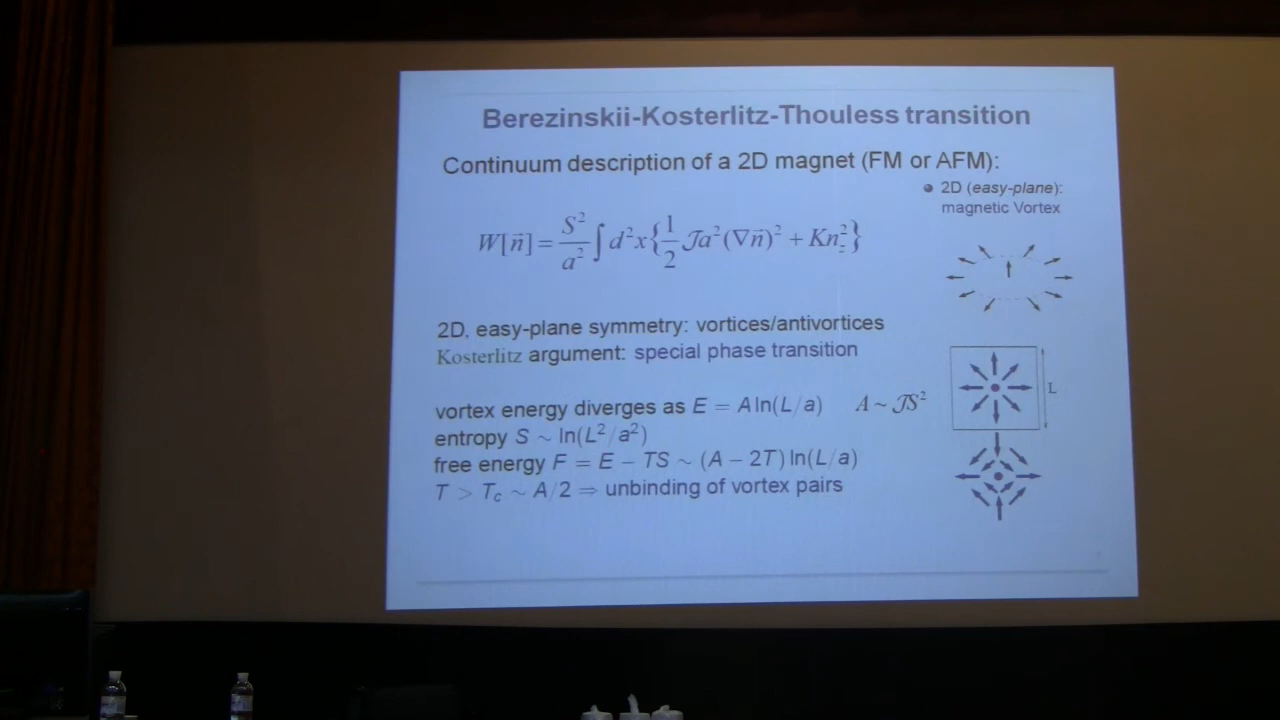 Berezinskii-Kosterlitz-Thouless transition
Continuum description of a 2D magnet (FM or AFM):
• 2D (easy-plane):
magnetic Vortex
W[n⃗] = S²/a² ∫ d²x{1/2 𝒥a²(∇n⃗)² + Kn_z²}
2D, easy-plane symmetry: vortices/antivortices
Kosterlitz argument: special phase transition
L
vortex energy diverges as E = A ln(L/a) A ~ 𝒥S²
entropy S ~ ln(L²/a²)
free energy F = E − TS ~ (A − 2T) ln(L/a)
T > T_c ~ A/2 ⇒ unbinding of vortex pairs